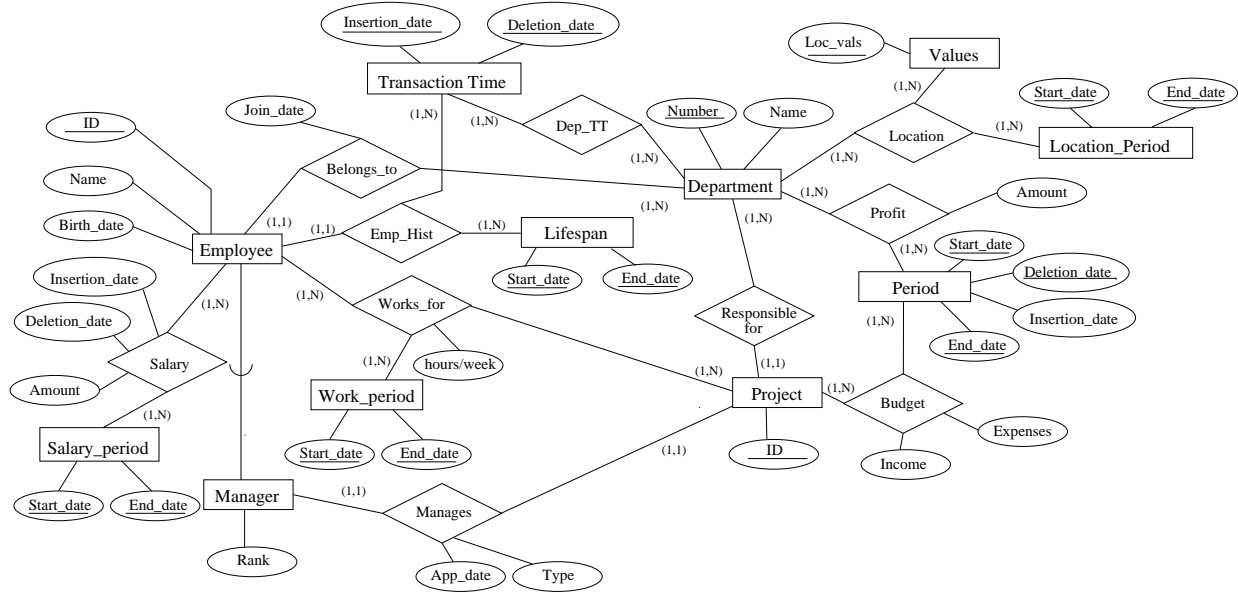 Insertion_date
Deletion_date
Transaction Time
Loc_vals
Values
(1,N)
Start_date
End_date
Join_date
(1,N)
(1,N)
Dep_TT
Number
Name
Location
(1,N)
Location_Period
ID
(1,N)
(1,N)
Belongs_to
Name
Department
(1,N)
Amount
(1,N)
(1,N)
Profit
Birth_date
(1,1)
(1,1)
Emp_Hist
(1,N)
Lifespan
(1,N)
Start_date
Employee
Deletion_date
Insertion_date
Start_date
End_date
Period
(1,N)
(1,N)
Works_for
Insertion_date
Deletion_date
(1,N)
End_date
Responsible
for
Salary
(1,N)
hours/week
(1,1)
Amount
(1,N)
(1,N)
Work_period
Project
Budget
(1,N)
Expenses
Salary_period
Start_date
End_date
(1,1)
ID
Income
Start_date
End_date
Manager
(1,1)
Manages
Rank
App_date
Type